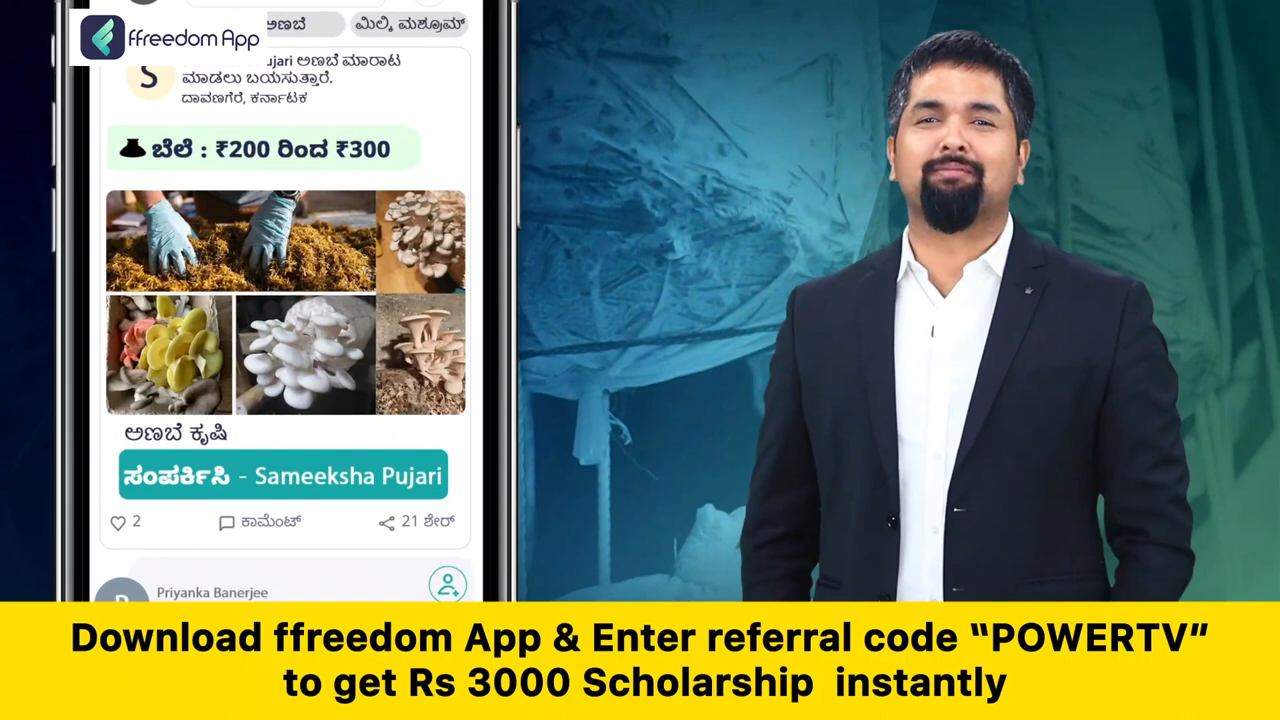 ffreedom App
ಅಣಬೆ
ಮಿಲ್ಕಿ ಮಶ್ರೂಮ್
S
ujari ಅಣಬೆ ಮಾರಾಟ
ಮಾಡಲು ಬಯಸುತ್ತಾರೆ.
ದಾವಣಗೆರೆ, ಕರ್ನಾಟಕ
ಬೆಲೆ : ₹200 ರಿಂದ ₹300
ಅಣಬೆ ಕೃಷಿ
ಸಂಪರ್ಕಿಸಿ - Sameeksha Pujari
2
ಕಾಮೆಂಟ್
21 ಶೇರ್
Priyanka Banerjee
Download ffreedom App & Enter referral code “POWERTV”
to get Rs 3000 Scholarship instantly